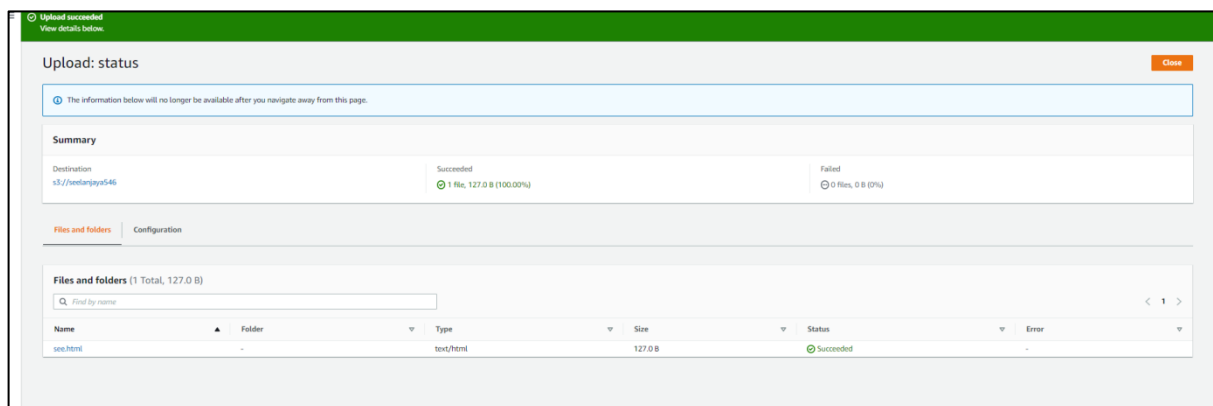 Upload succeeded
View details below.
Upload: status
Close
The information below will no longer be available after you navigate away from this page.
Summary
Destination
s3://seelanjaya546
Succeeded
1 file, 127.0 B (100.00%)
Failed
0 files, 0 B (0%)
Files and folders
Configuration
Files and folders (1 Total, 127.0 B)
Find by name
1
Name Folder Type Size Status Error
see.html - text/html 127.0 B Succeeded -